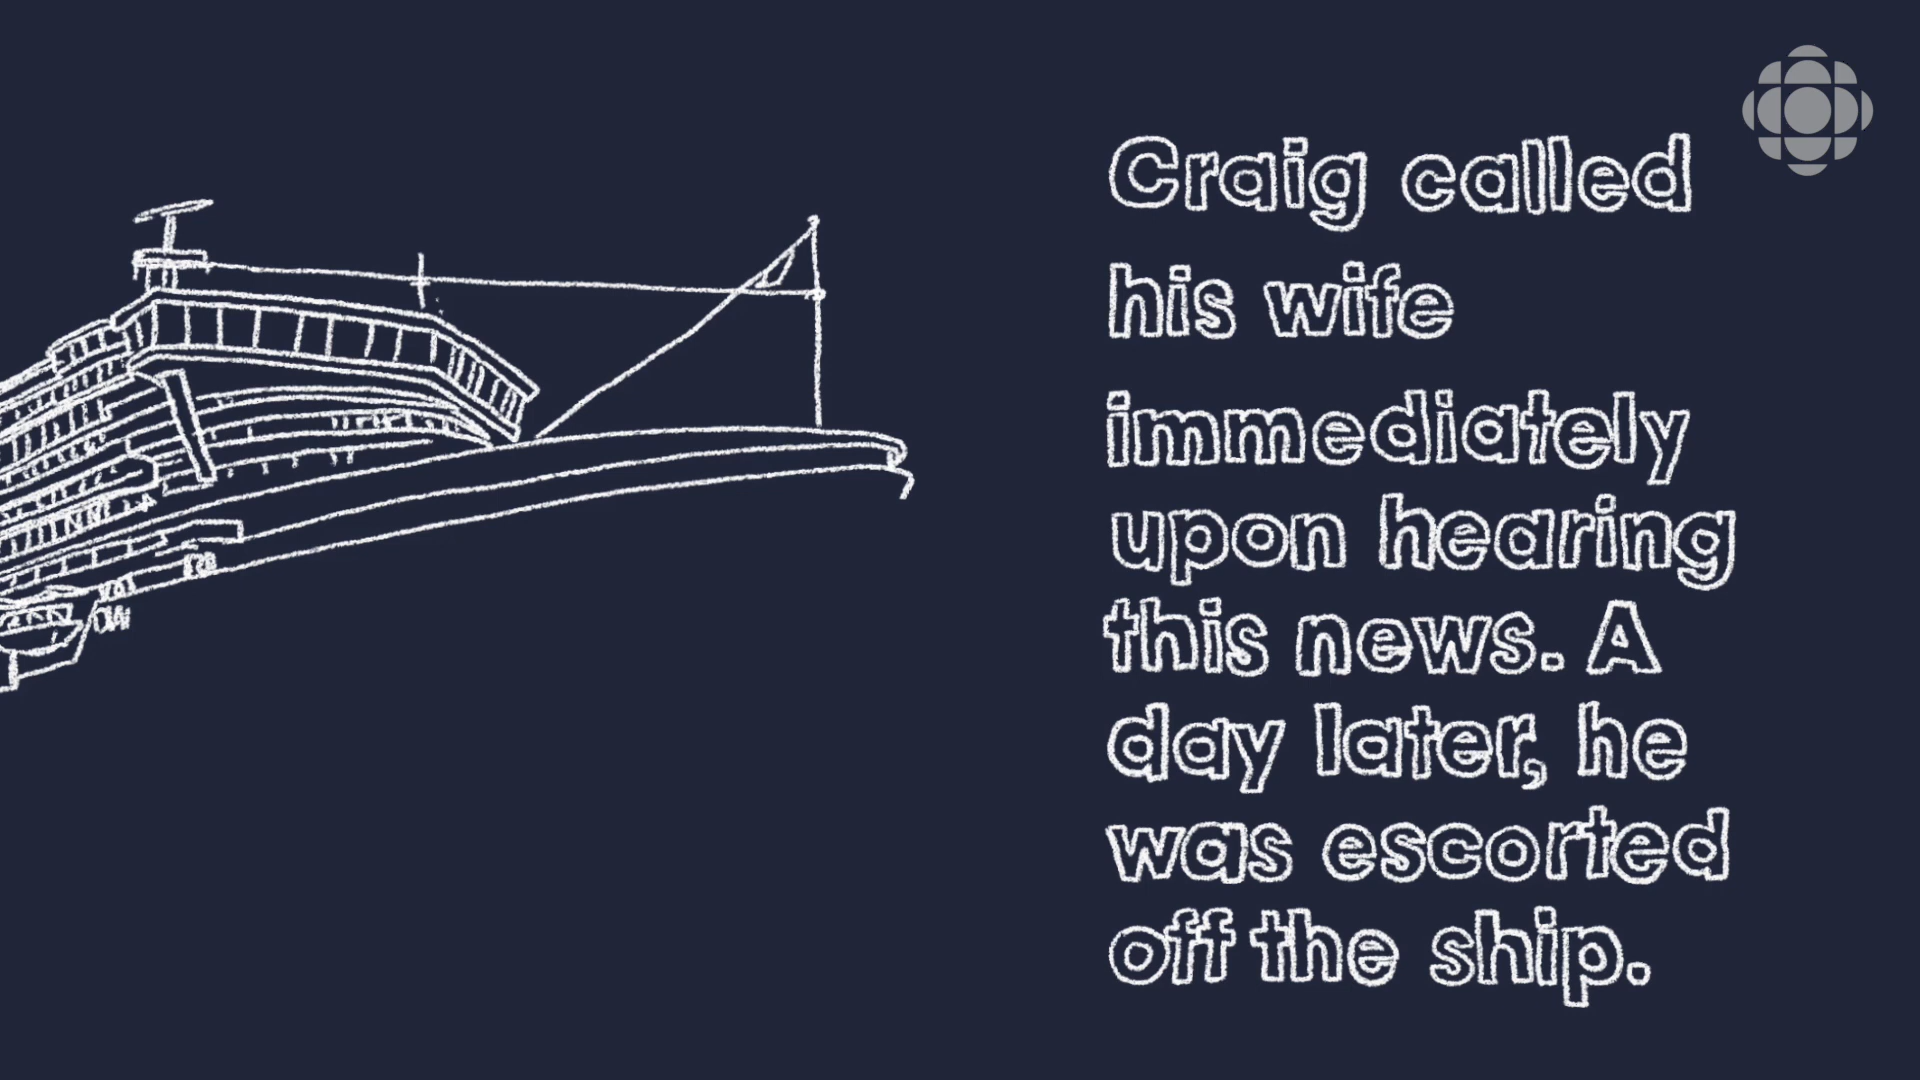 Craig called
his wife
immediately
upon hearing
this news. A
day later, he
was escorted
off the ship.